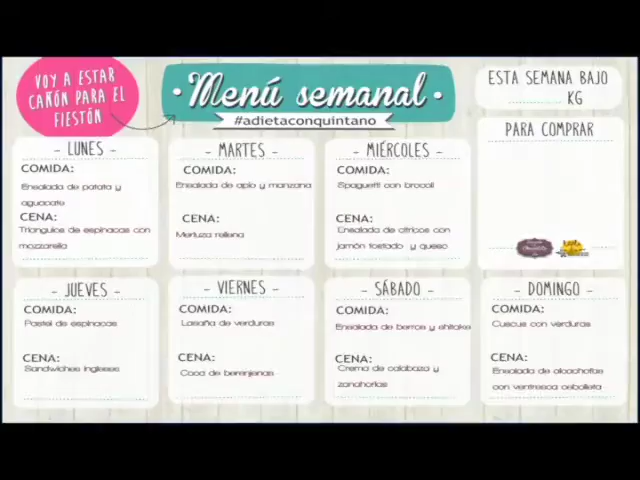 VOY A ESTAR
CAÑÓN PARA EL
FIESTÓN
• Menú semanal •
#adietaconquintano
ESTA SEMANA BAJO
KG
PARA COMPRAR
- LUNES -
COMIDA:
Ensalada de patata y
aguacate
CENA:
Triangulos de espinacas con
mozzarella
- MARTES -
COMIDA:
Ensalada de apio y manzana
CENA:
Merluza rellena
- MIÉRCOLES -
COMIDA:
Spaguetti con brocoli
CENA:
Ensalada de citricos con
jamón tostado y queso
- JUEVES -
COMIDA:
Pastel de espinacas
CENA:
Sandwiches ingleses
- VIERNES -
COMIDA:
Lasaña de verduras
CENA:
Coca de berenjenas
- SÁBADO -
COMIDA:
Ensalada de berros y shitake
CENA:
Crema de calabaza y
zanahorias
- DOMINGO -
COMIDA:
Cuscus con verduras
CENA:
Ensalada de alcachofas
con ventresca cebolleta